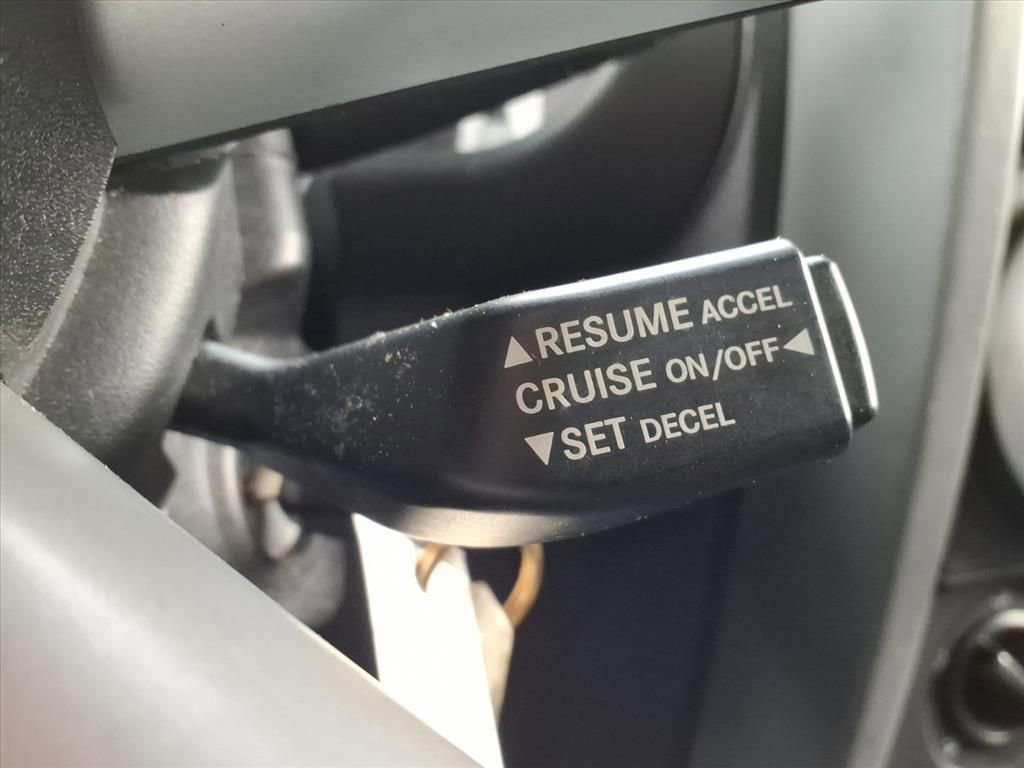 ▲RESUME ACCEL
CRUISE ON/OFF◀
▼SET DECEL